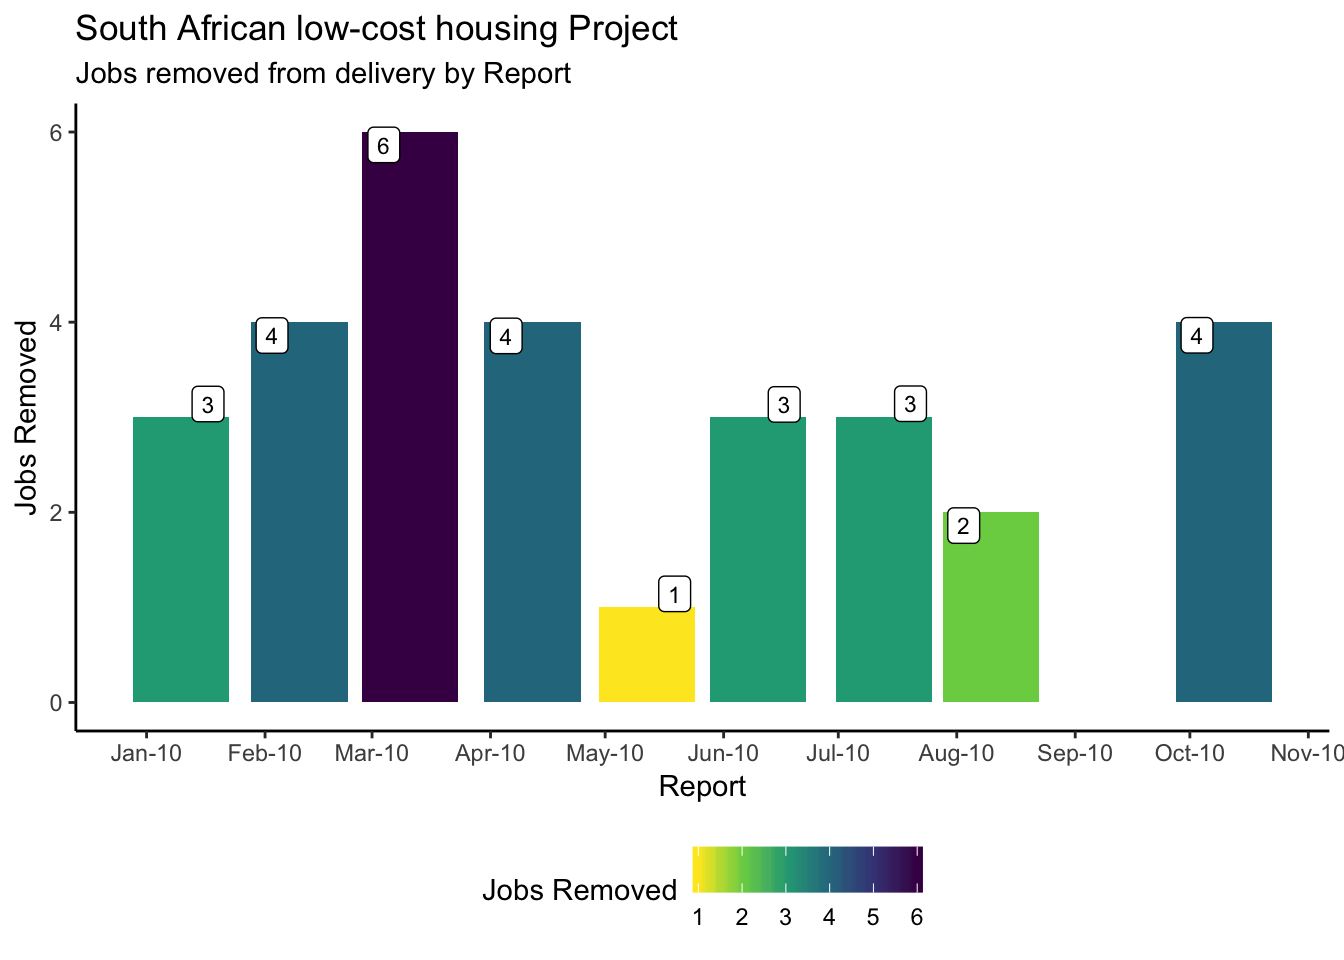 South African low-cost housing Project
Jobs removed from delivery by Report
Jobs Removed
6
4
2
0
3
4
6
4
1
3
3
2
4
Jan-10 Feb-10 Mar-10 Apr-10 May-10 Jun-10 Jul-10 Aug-10 Sep-10 Oct-10 Nov-10
Report
Jobs Removed
1 2 3 4 5 6